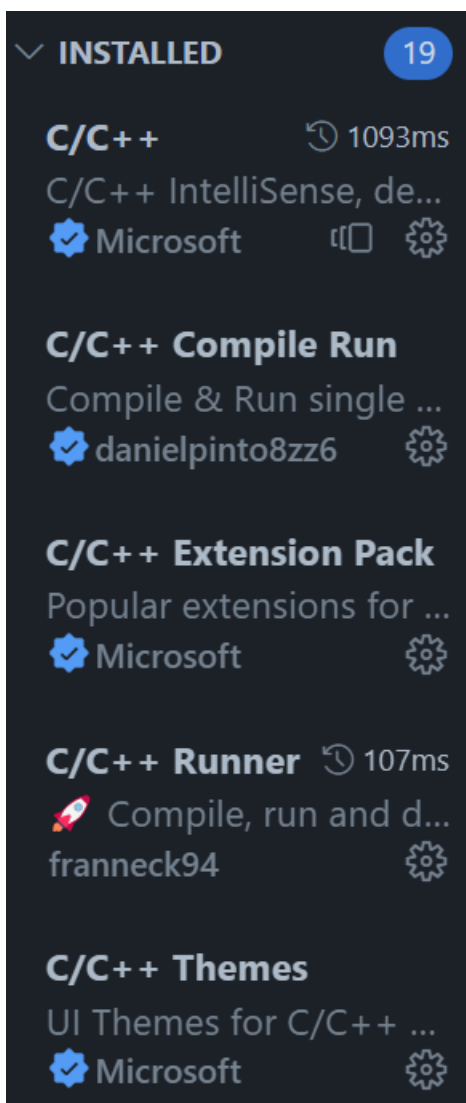 INSTALLED 19
C/C++ 1093ms
C/C++ IntelliSense, de...
Microsoft
C/C++ Compile Run
Compile & Run single ...
danielpinto8zz6
C/C++ Extension Pack
Popular extensions for ...
Microsoft
C/C++ Runner 107ms
🚀 Compile, run and d...
franneck94
C/C++ Themes
UI Themes for C/C++ ...
Microsoft